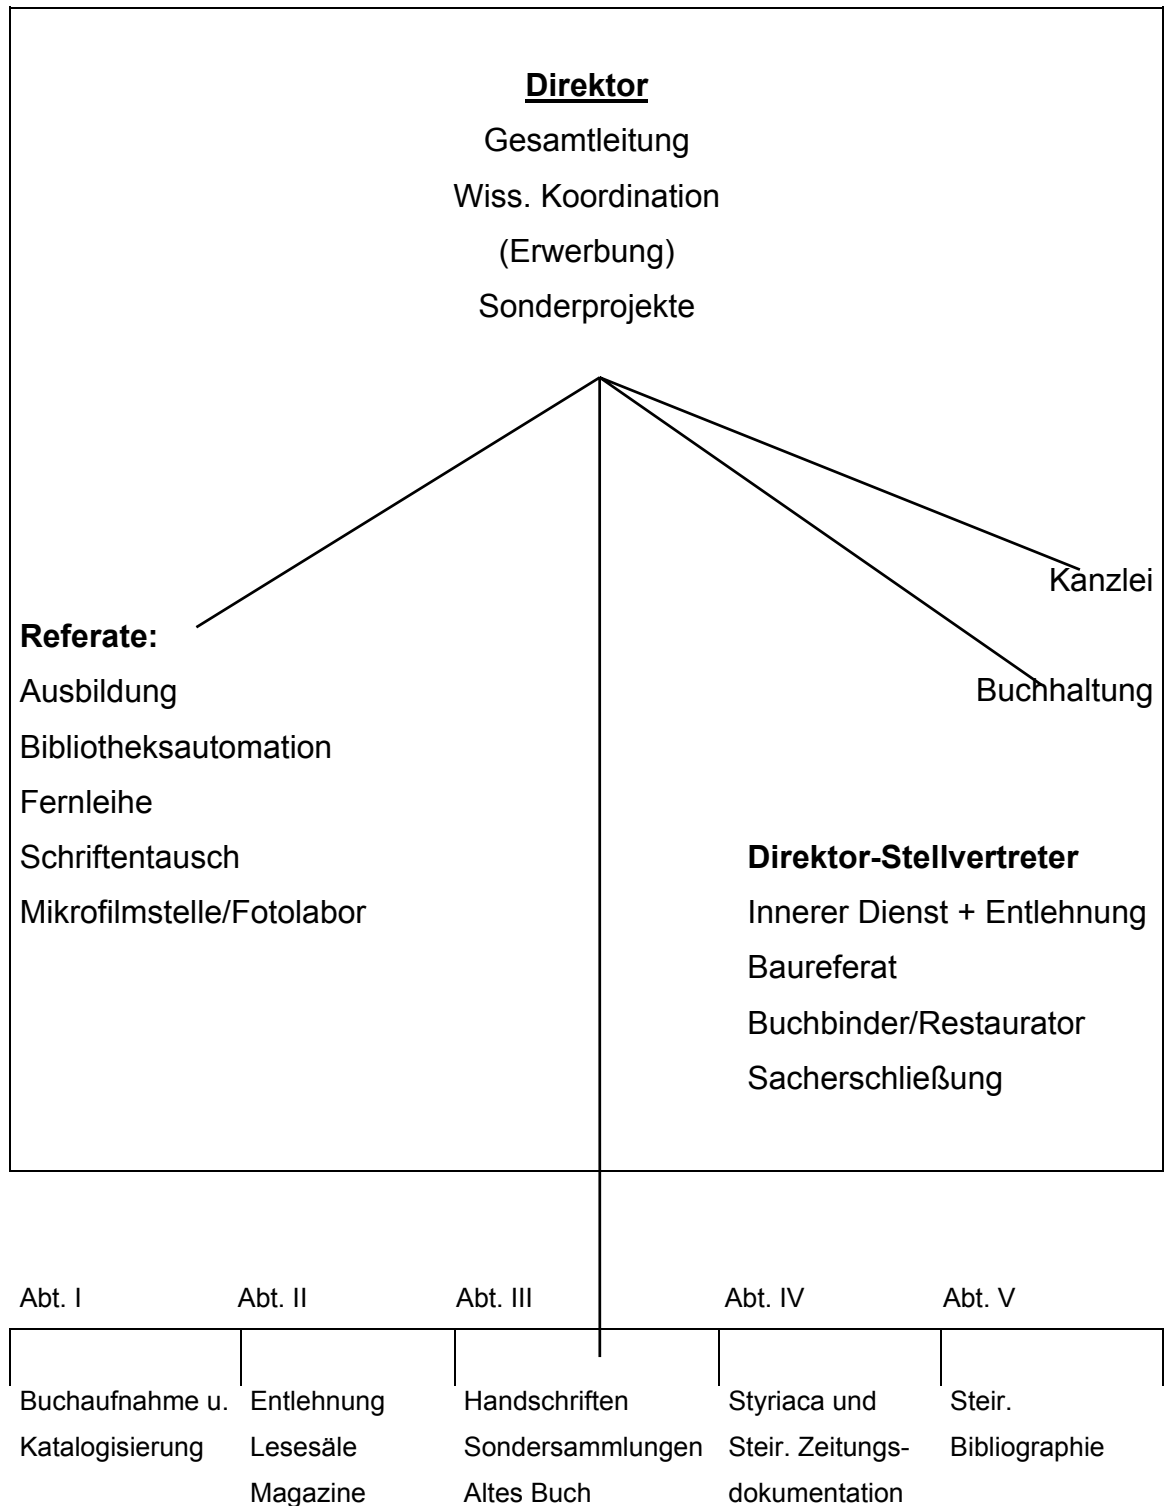 Direktor
Gesamtleitung
Wiss. Koordination
(Erwerbung)
Sonderprojekte
Kanzlei
Buchhaltung
Referate:
Ausbildung
Bibliotheksautomation
Fernleihe
Schriftentausch
Mikrofilmstelle/Fotolabor
Direktor-Stellvertreter
Innerer Dienst + Entlehnung
Baureferat
Buchbinder/Restaurator
Sacherschließung
Abt. I
Buchaufnahme u.
Katalogisierung
Abt. II
Entlehnung
Lesesäle
Magazine
Abt. III
Handschriften
Sondersammlungen
Altes Buch
Abt. IV
Styriaca und
Steir. Zeitungs-
dokumentation
Abt. V
Steir.
Bibliographie